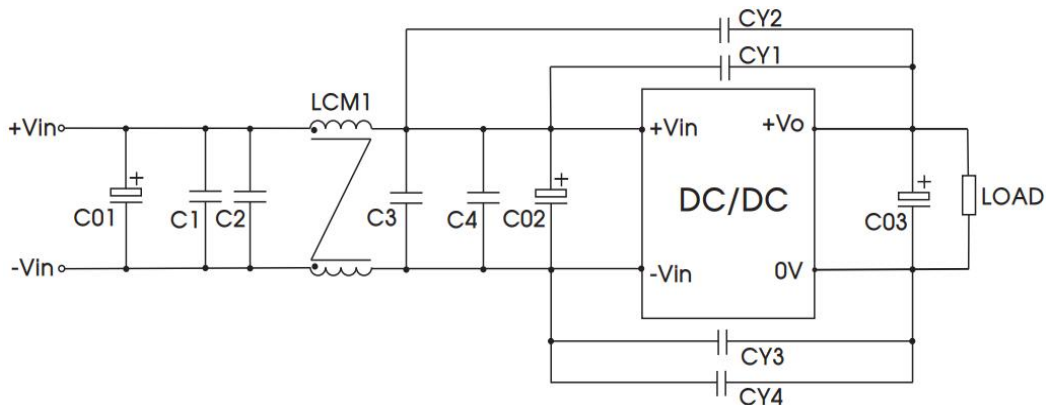 CY2
CY1
LCM1
+Vin
+Vin
+Vo
+
+
+
C01
C1
C2
C3
C4
C02
DC/DC
C03
LOAD
-Vin
-Vin
0V
CY3
CY4